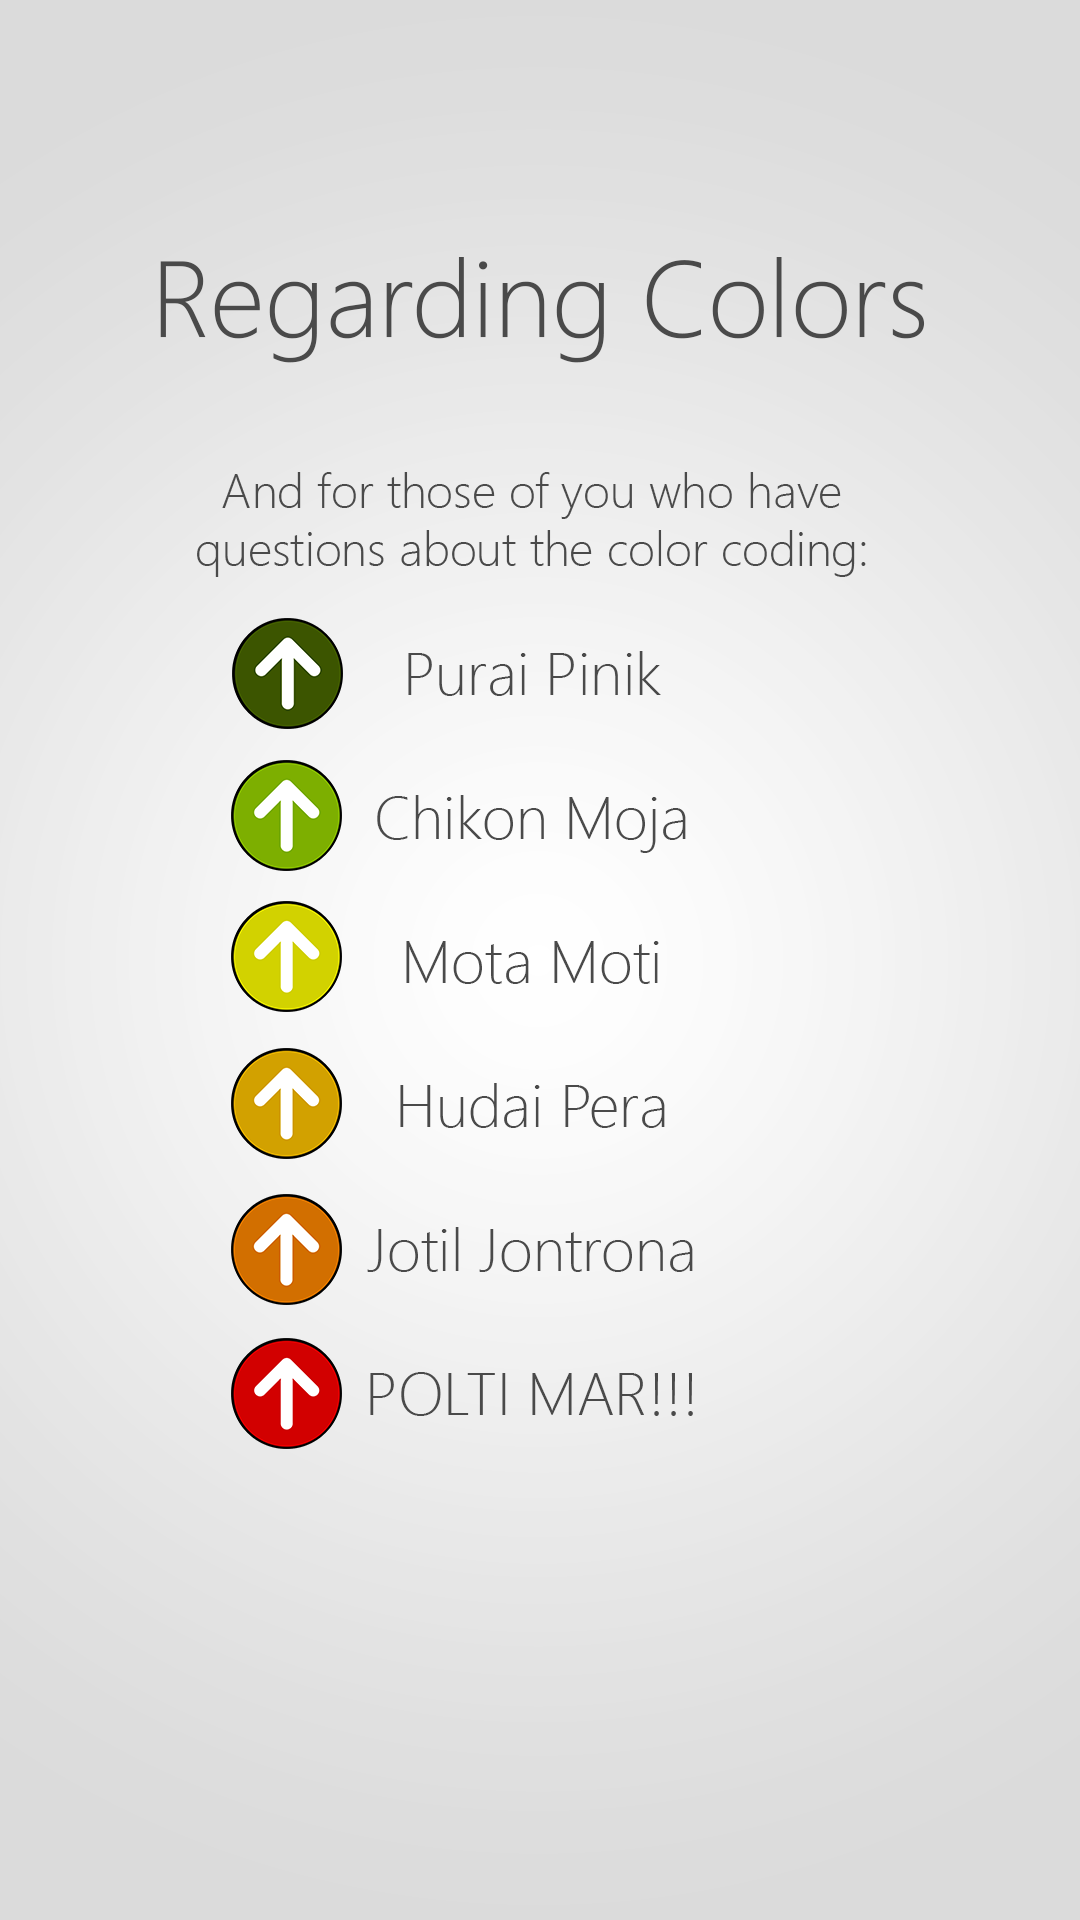 Regarding Colors
And for those of you who have
questions about the color coding:
Purai Pinik
Chikon Moja
Mota Moti
Hudai Pera
Jotil Jontrona
POLTI MAR!!!